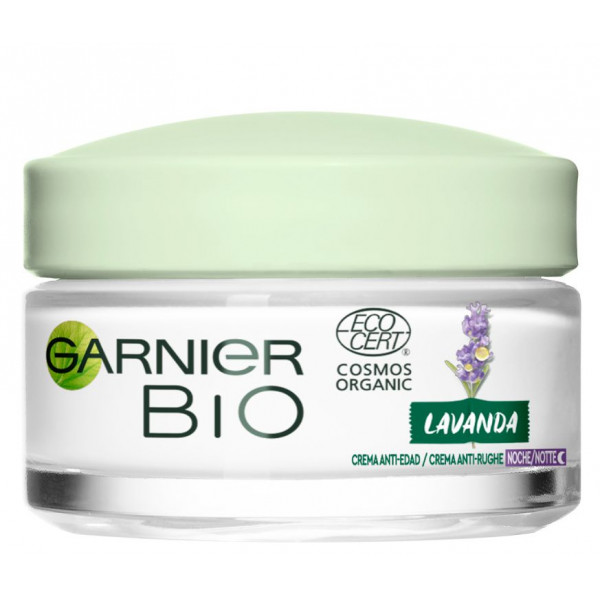 GARNIER
BIO
ECO
CERT®
COSMOS
ORGANIC
LAVANDA
CREMA ANTI-EDAD / CREMA ANTI-RUGHE NOCHE/NOTTE